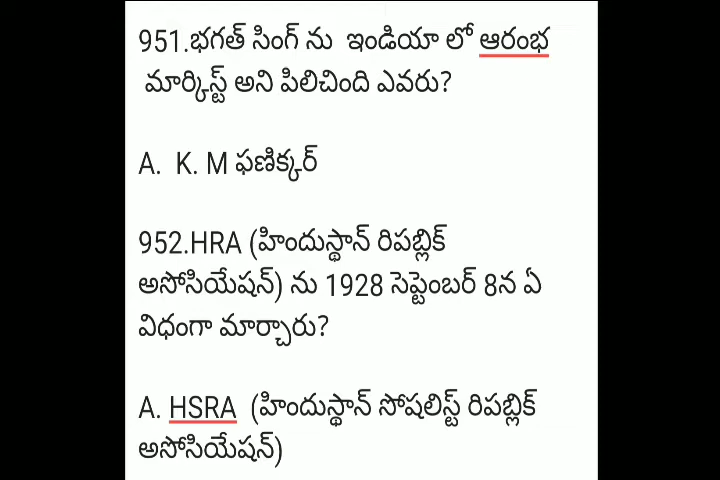 951.భగత్ సింగ్ ను ఇండియా లో ఆరంభ
మార్కిస్ట్ అని పిలిచింది ఎవరు?
A. K. M ఫణిక్కర్
952.HRA (హిందుస్థాన్ రిపబ్లిక్
అసోసియేషన్) ను 1928 సెప్టెంబర్ 8న ఏ
విధంగా మార్చారు?
A. HSRA (హిందుస్థాన్ సోషలిస్ట్ రిపబ్లిక్
అసోసియేషన్)